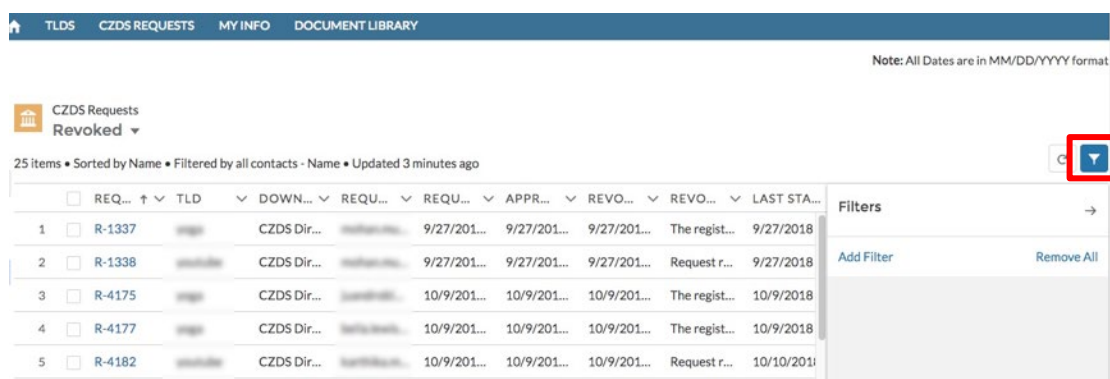 TLDS CZDS REQUESTS MY INFO DOCUMENT LIBRARY
Note: All Dates are in MM/DD/YYYY format
CZDS Requests
Revoked
25 items • Sorted by Name • Filtered by all contacts - Name • Updated 3 minutes ago
REQ... ↑ TLD DOWN... REQU... REQU... APPR... REVO... REVO... LAST STA...
Filters →
1 R-1337 CZDS Dir... 9/27/201... 9/27/201... 9/27/201... The regist... 9/27/2018
Add Filter Remove All
2 R-1338 CZDS Dir... 9/27/201... 9/27/201... 9/27/201... Request r... 9/27/2018
3 R-4175 CZDS Dir... 10/9/201... 10/9/201... 10/9/201... The regist... 10/9/2018
4 R-4177 CZDS Dir... 10/9/201... 10/9/201... 10/9/201... The regist... 10/9/2018
5 R-4182 CZDS Dir... 10/9/201... 10/9/201... 10/9/201... Request r... 10/10/201